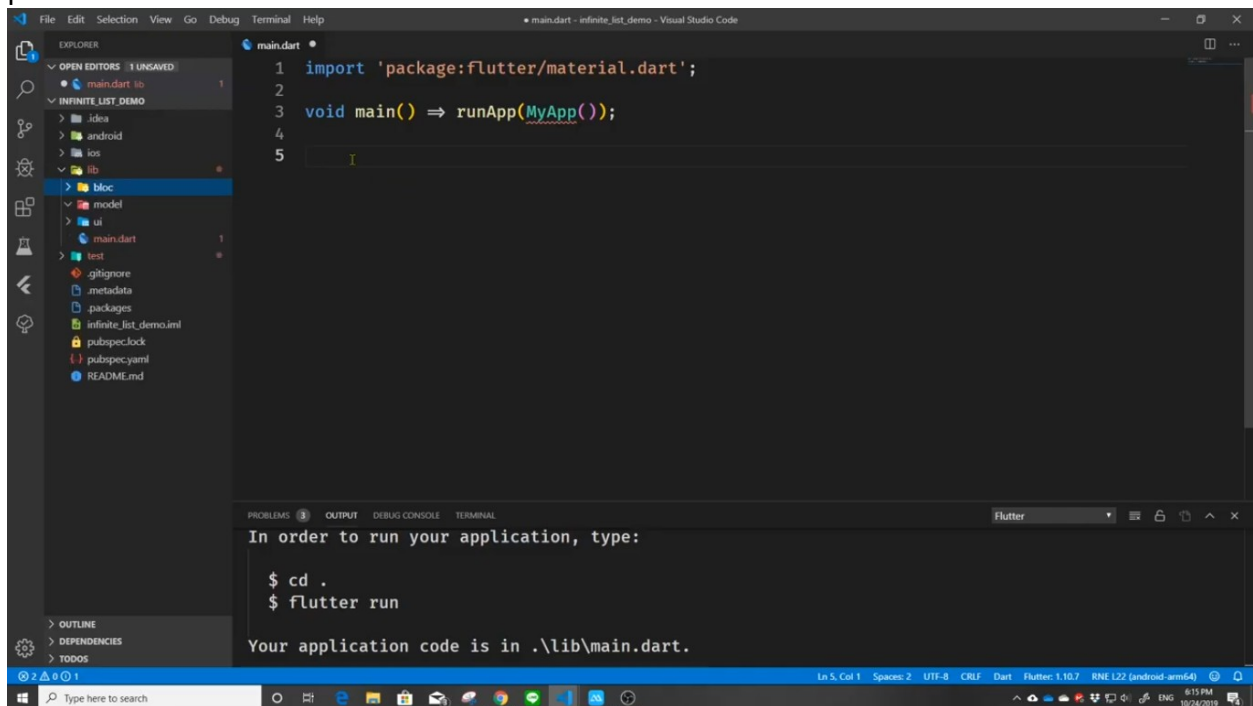 File Edit Selection View Go Debug Terminal Help
● main.dart - infinite_list_demo - Visual Studio Code
EXPLORER
OPEN EDITORS 1 UNSAVED
● main.dart lib 1
INFINITE_LIST_DEMO
> .idea
> android
> ios
lib
> bloc
model
> ui
main.dart 1
> test
.gitignore
.metadata
.packages
infinite_list_demo.iml
pubspec.lock
pubspec.yaml
README.md
> OUTLINE
> DEPENDENCIES
> TODOS
main.dart ●
1 import 'package:flutter/material.dart';
2
3 void main() ⇒ runApp(MyApp());
4
5
PROBLEMS 3 OUTPUT DEBUG CONSOLE TERMINAL
Flutter
In order to run your application, type:
$ cd .
$ flutter run
Your application code is in .\lib\main.dart.
2 0 1
Ln 5, Col 1 Spaces: 2 UTF-8 CRLF Dart Flutter: 1.10.7 RNE L22 (android-arm64)
Type here to search
ENG
6:15 PM
10/24/2019